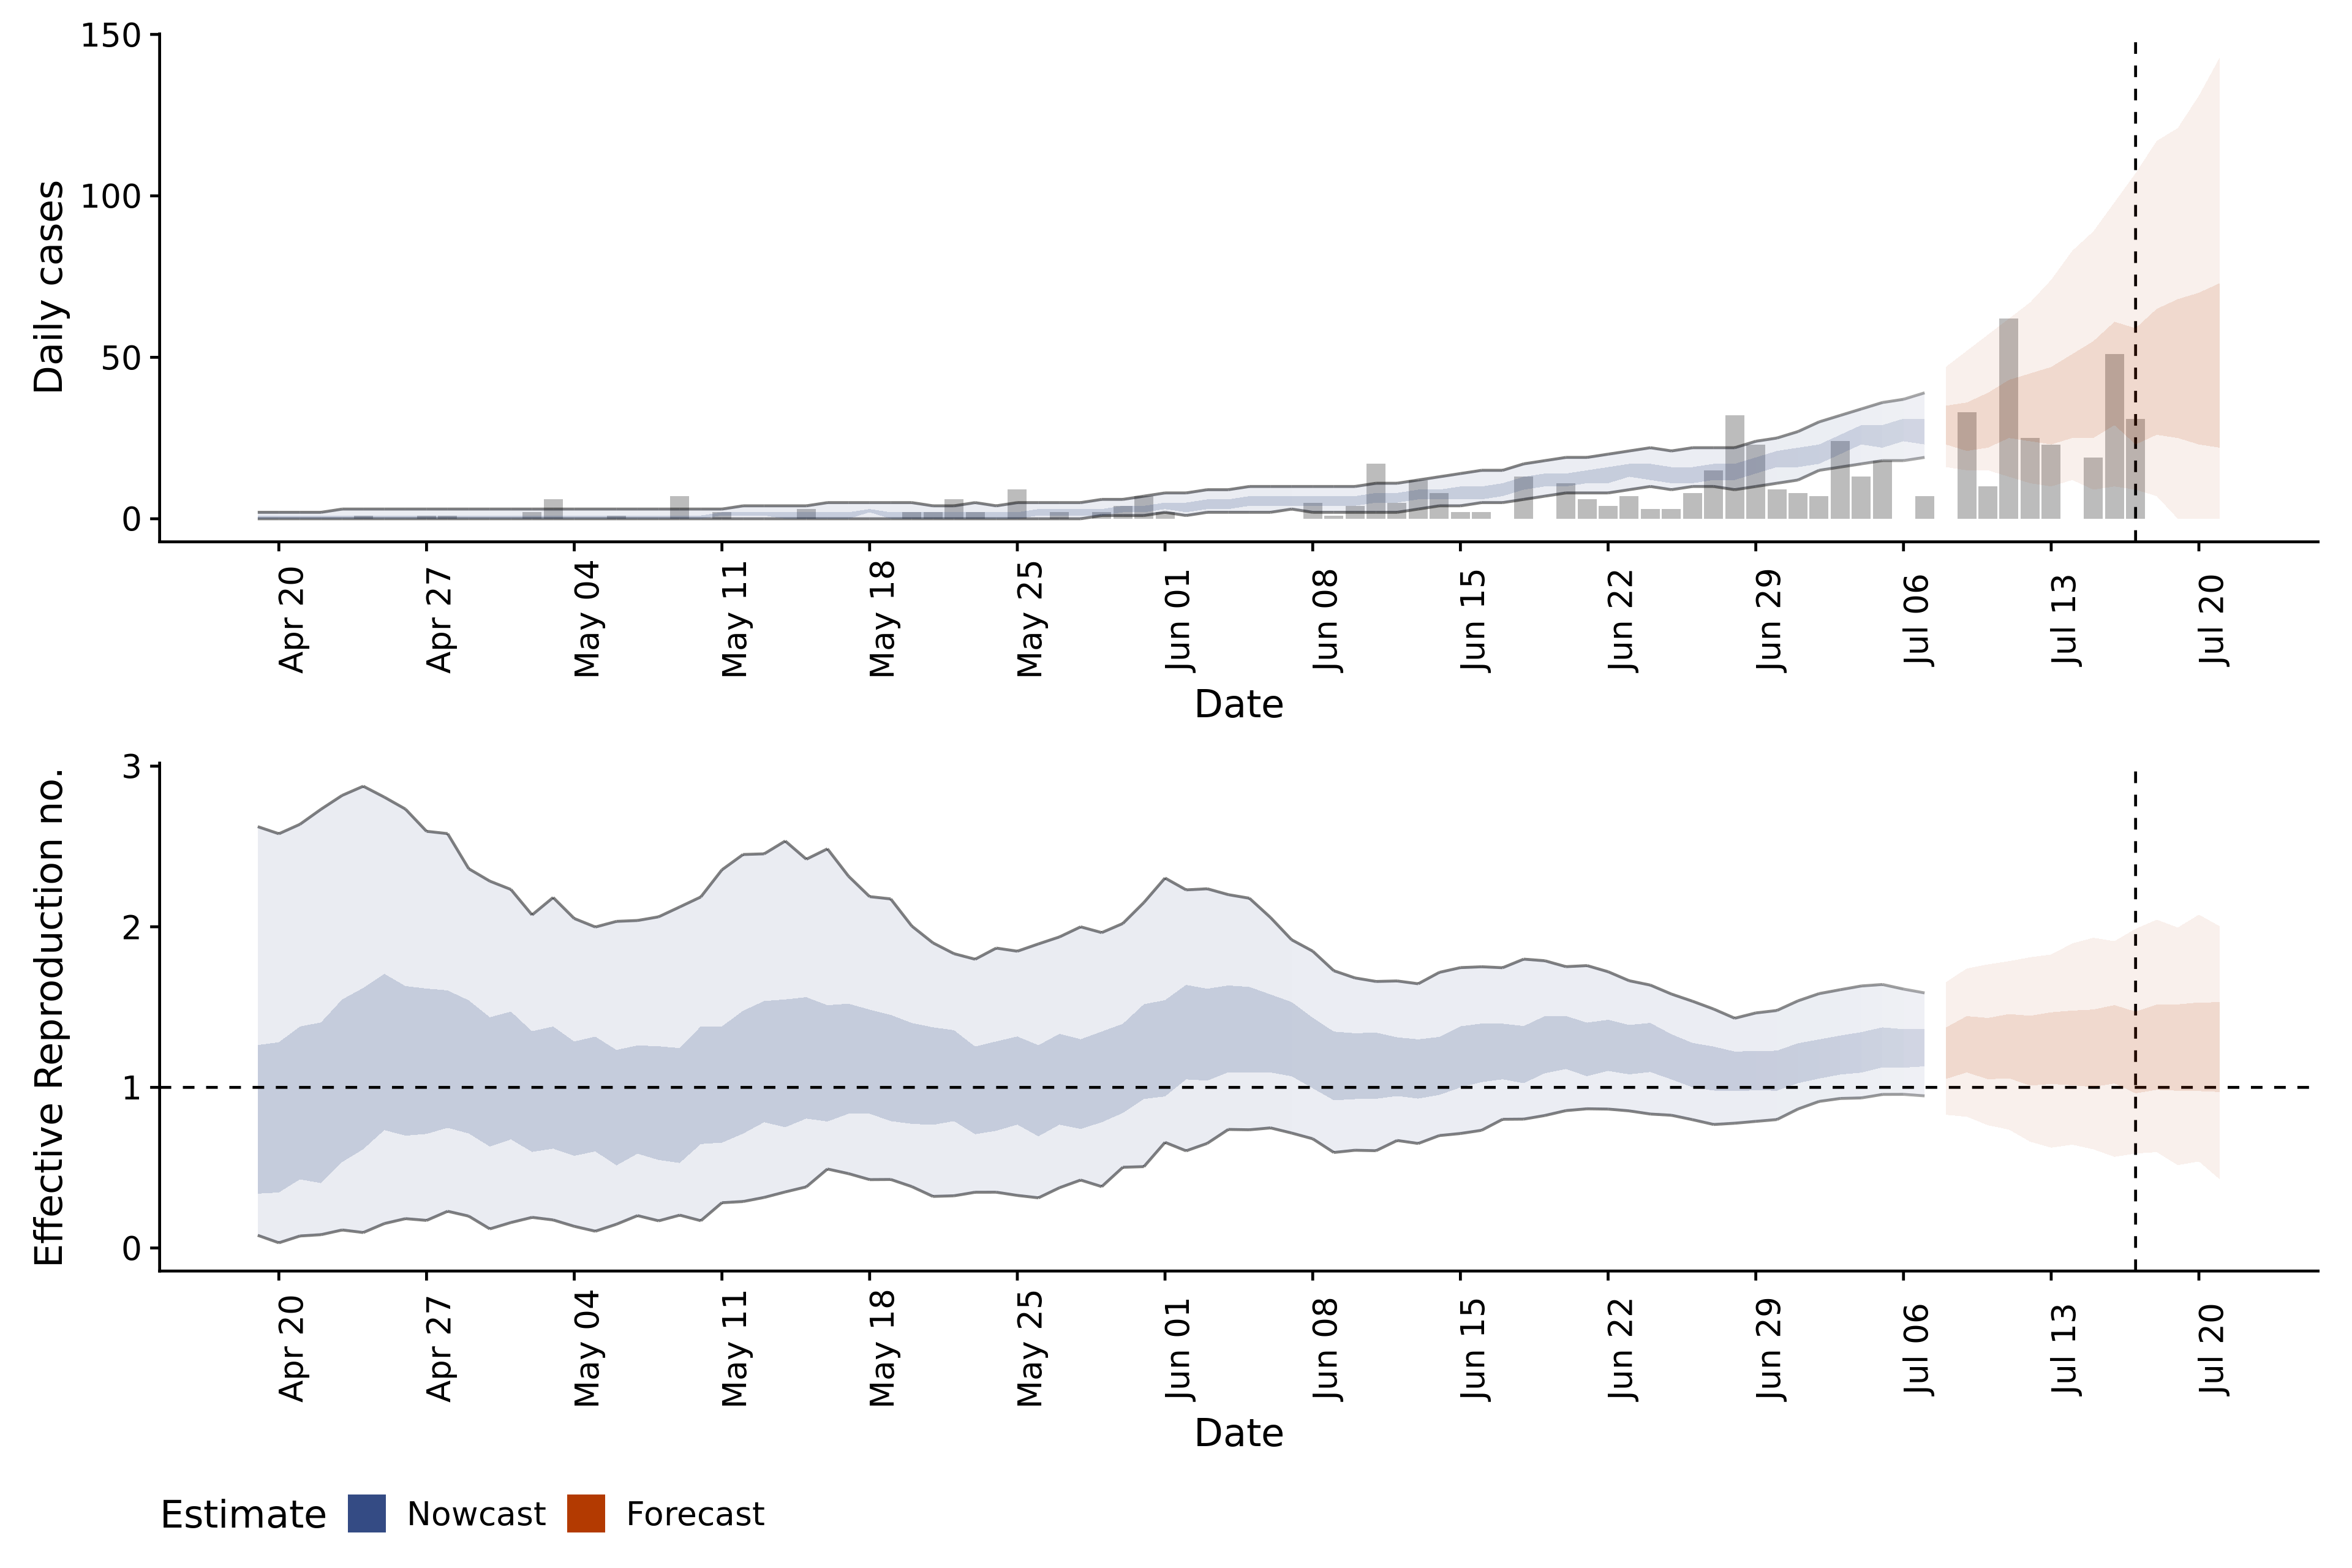 150
100
50
0
Daily cases
Apr 20
Apr 27
May 04
May 11
May 18
May 25
Jun 01
Jun 08
Jun 15
Jun 22
Jun 29
Jul 06
Jul 13
Jul 20
Date
3
2
1
0
Effective Reproduction no.
Apr 20
Apr 27
May 04
May 11
May 18
May 25
Jun 01
Jun 08
Jun 15
Jun 22
Jun 29
Jul 06
Jul 13
Jul 20
Date
Estimate Nowcast Forecast